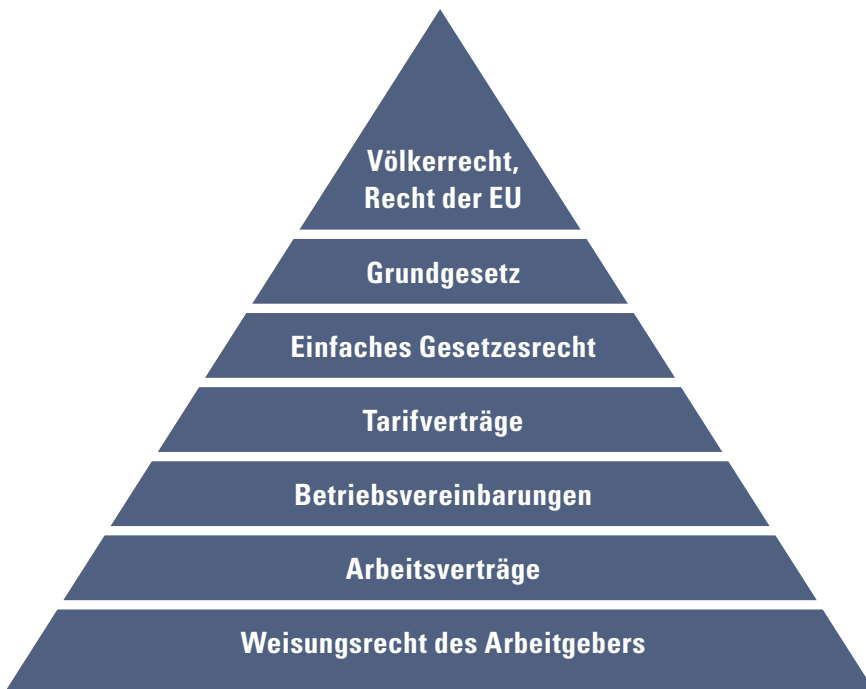 Völkerrecht,
Recht der EU
Grundgesetz
Einfaches Gesetzesrecht
Tarifverträge
Betriebsvereinbarungen
Arbeitsverträge
Weisungsrecht des Arbeitgebers